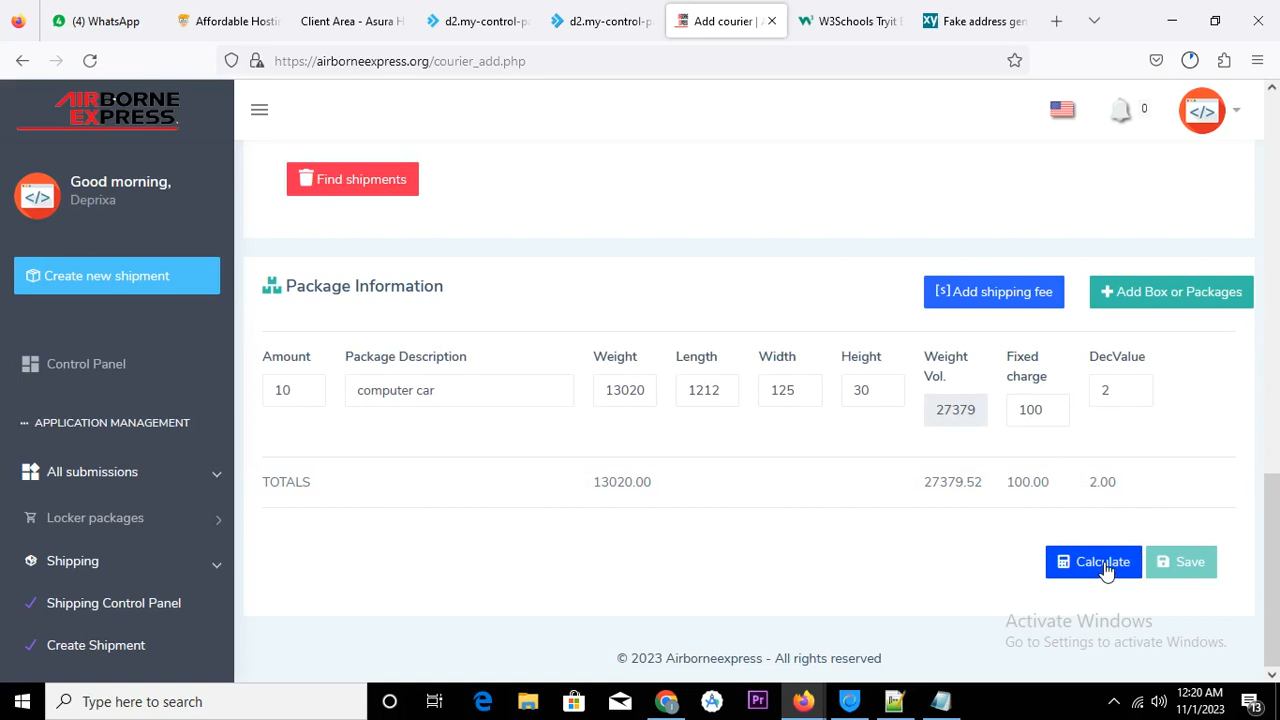 (4) WhatsApp
Affordable Hosti
Client Area - Asura H
d2.my-control-p
d2.my-control-p
Add courier |
W3Schools Tryit E
Fake address gen
https://airborneexpress.org/courier_add.php
AIRBORNE
EXPRESS.
0
Good morning,
Deprixa
Find shipments
Create new shipment
Package Information
[$] Add shipping fee
+ Add Box or Packages
Amount Package Description Weight Length Width Height Weight Vol. Fixed charge DecValue
10 computer car 13020 1212 125 30 27379 100 2
TOTALS 13020.00 27379.52 100.00 2.00
Control Panel
APPLICATION MANAGEMENT
All submissions
Locker packages
Shipping
Shipping Control Panel
Create Shipment
Calculate
Save
Activate Windows
Go to Settings to activate Windows.
© 2023 Airborneexpress - All rights reserved
Type here to search
Pr
12:20 AM
11/1/2023
13